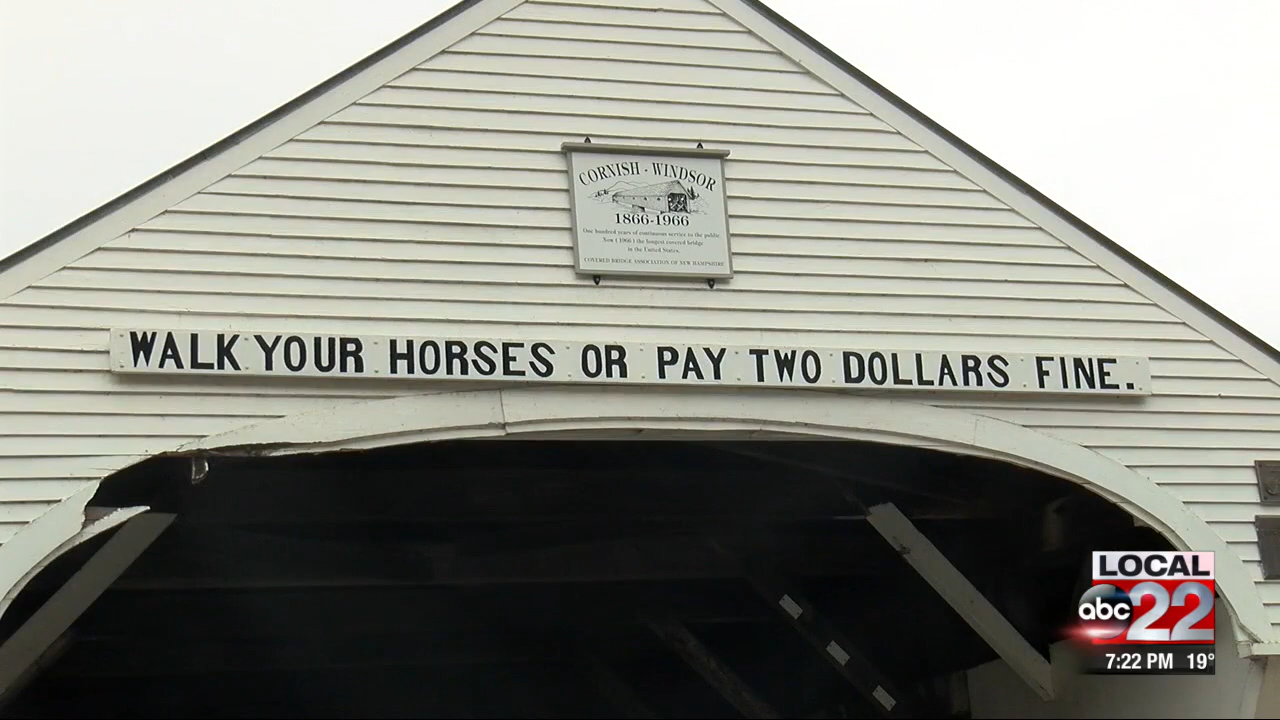 CORNISH - WINDSOR
1866-1966
One hundred years of continuous service to the public
Now ( 1966 ) the longest covered bridge
in the United States.
COVERED BRIDGE ASSOCIATION OF NEW HAMPSHIRE
WALK YOUR HORSES OR PAY TWO DOLLARS FINE.
LOCAL
abc 22
7:22 PM 19°